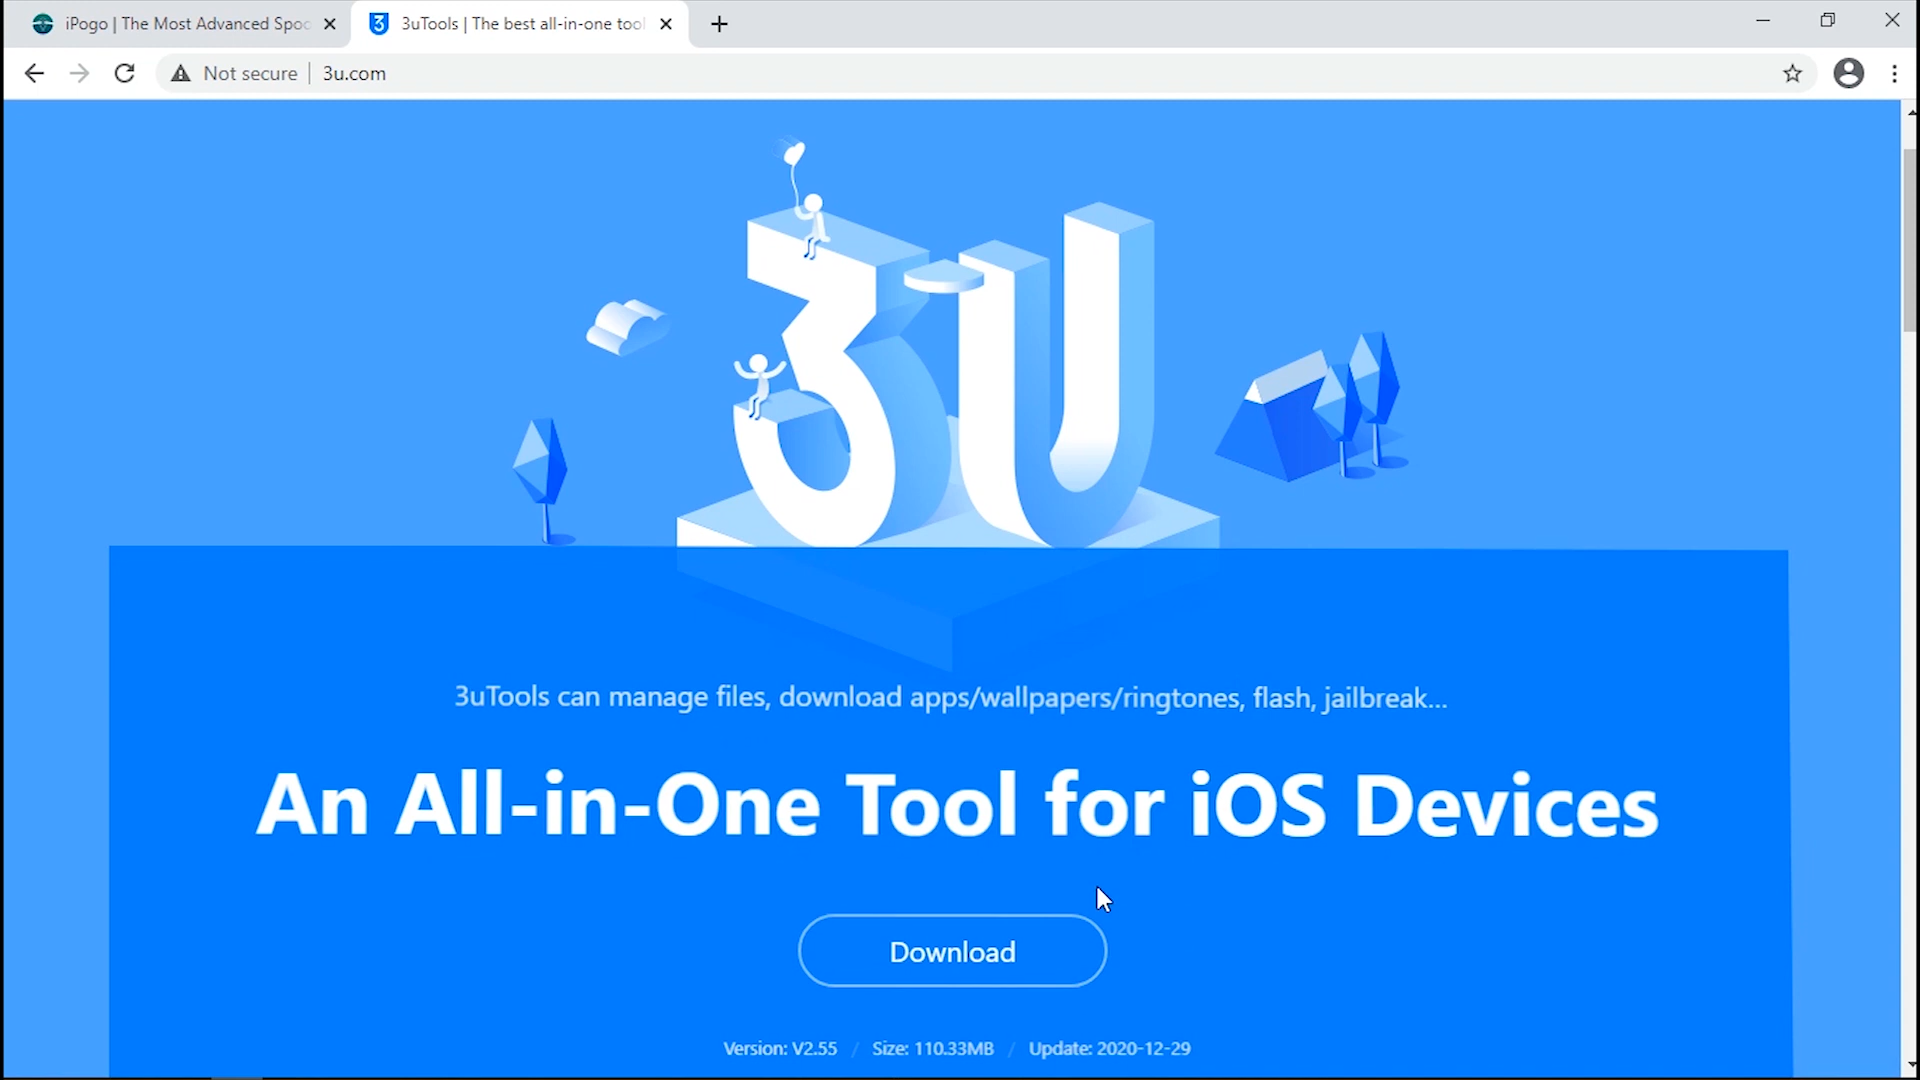 iPogo | The Most Advanced Spoo
3uTools | The best all-in-one tool
Not secure
3u.com
3U
3uTools can manage files, download apps/wallpapers/ringtones, flash, jailbreak...
An All-in-One Tool for iOS Devices
Download
Version: V2.55 / Size: 110.33MB / Update: 2020-12-29